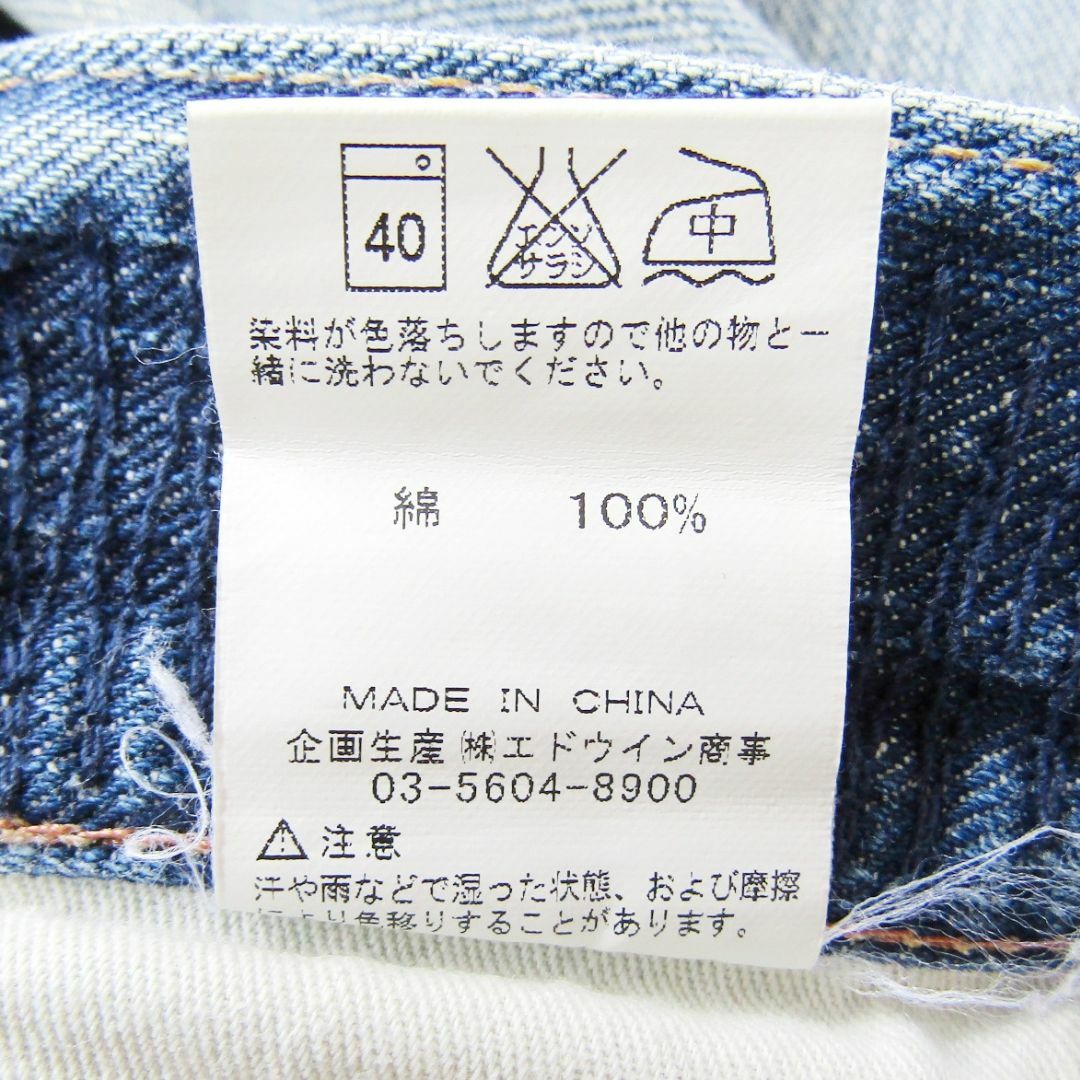 40
エンソ
サラシ
中
染料が色落ちしますので他の物と一
緒に洗わないでください。
綿 100%
MADE IN CHINA
企画生産 ㈱エドウイン商事
03-5604-8900
⚠ 注意
汗や雨などで湿った状態、および摩擦
により色移りすることがあります。